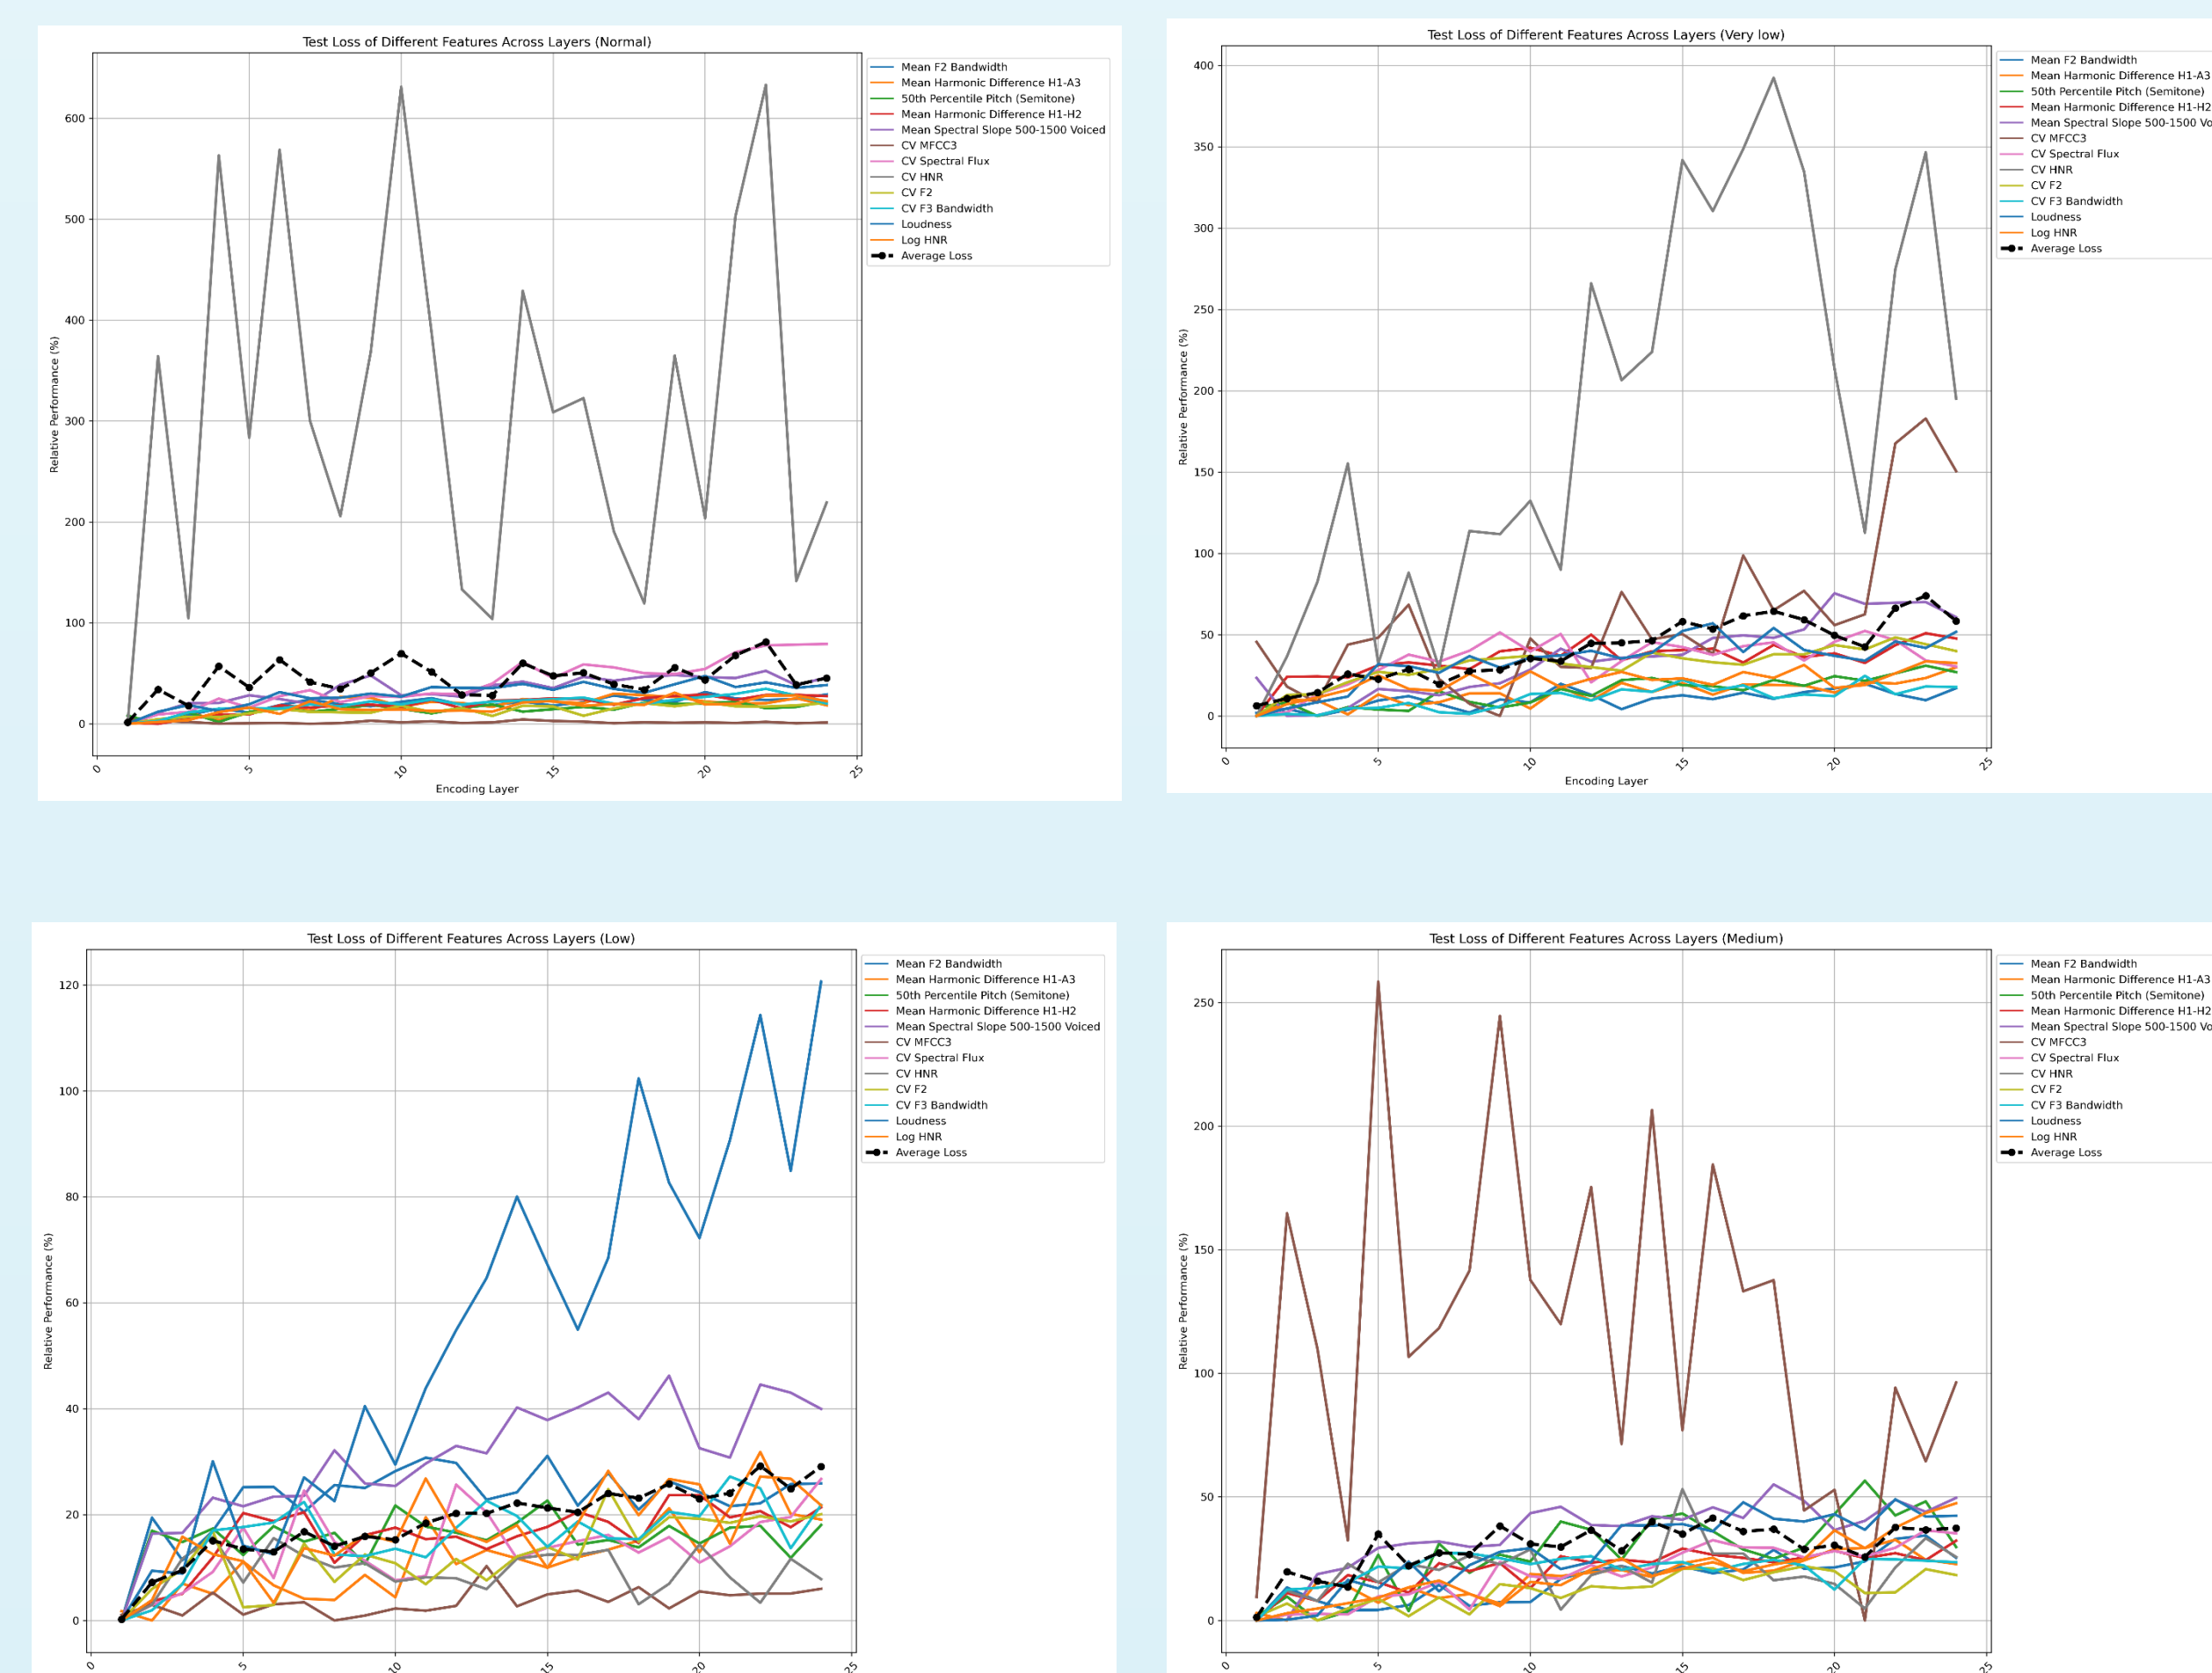 Test Loss of Different Features Across Layers (Normal)
Relative Performance (%)
600
500
400
300
200
100
0
0
5
10
15
20
25
Encoding Layer
Mean F2 Bandwidth
Mean Harmonic Difference H1-A3
50th Percentile Pitch (Semitone)
Mean Harmonic Difference H1-H2
Mean Spectral Slope 500-1500 Voiced
CV MFCC3
CV Spectral Flux
CV HNR
CV F2
CV F3 Bandwidth
Loudness
Log HNR
Average Loss
Test Loss of Different Features Across Layers (Very low)
Relative Performance (%)
400
350
300
250
200
150
100
50
0
0
5
10
15
20
25
Encoding Layer
Mean F2 Bandwidth
Mean Harmonic Difference H1-A3
50th Percentile Pitch (Semitone)
Mean Harmonic Difference H1-H2
Mean Spectral Slope 500-1500 Vo
CV MFCC3
CV Spectral Flux
CV HNR
CV F2
CV F3 Bandwidth
Loudness
Log HNR
Average Loss
Test Loss of Different Features Across Layers (Low)
Relative Performance (%)
120
100
80
60
40
20
0
0
5
10
15
20
25
Mean F2 Bandwidth
Mean Harmonic Difference H1-A3
50th Percentile Pitch (Semitone)
Mean Harmonic Difference H1-H2
Mean Spectral Slope 500-1500 Voiced
CV MFCC3
CV Spectral Flux
CV HNR
CV F2
CV F3 Bandwidth
Loudness
Log HNR
Average Loss
Test Loss of Different Features Across Layers (Medium)
Relative Performance (%)
250
200
150
100
50
0
0
5
10
15
20
25
Mean F2 Bandwidth
Mean Harmonic Difference H1-A3
50th Percentile Pitch (Semitone)
Mean Harmonic Difference H1-H2
Mean Spectral Slope 500-1500 Vo
CV MFCC3
CV Spectral Flux
CV HNR
CV F2
CV F3 Bandwidth
Loudness
Log HNR
Average Loss